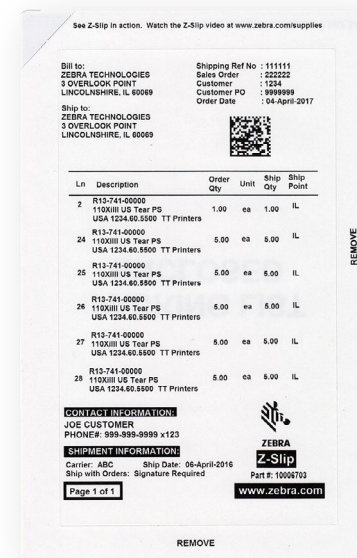 See Z-Slip in action. Watch the Z-Slip video at www.zebra.com/supplies
Bill to:
ZEBRA TECHNOLOGIES
3 OVERLOOK POINT
LINCOLNSHIRE, IL 60069
Ship to:
ZEBRA TECHNOLOGIES
3 OVERLOOK POINT
LINCOLNSHIRE, IL 60069
Shipping Ref No : 111111
Sales Order : 222222
Customer : 1234
Customer PO : 9999999
Order Date : 04-April-2017
Ln Description Order Qty Unit Ship Qty Ship Point
R13-741-00000
2 110XiIII US Tear PS 1.00 ea 1.00 IL
USA 1234.60.5500 TT Printers
R13-741-00000
24 110XiIII US Tear PS 5.00 ea 5.00 IL
USA 1234.60.5500 TT Printers
R13-741-00000
25 110XiIII US Tear PS 5.00 ea 5.00 IL
USA 1234.60.5500 TT Printers
R13-741-00000
26 110XiIII US Tear PS 5.00 ea 5.00 IL
USA 1234.60.5500 TT Printers
R13-741-00000
27 110XiIII US Tear PS 5.00 ea 5.00 IL
USA 1234.60.5500 TT Printers
R13-741-00000
28 110XiIII US Tear PS 5.00 ea 5.00 IL
USA 1234.60.5500 TT Printers
CONTACT INFORMATION:
JOE CUSTOMER
PHONE#: 999-999-9999 x123
SHIPMENT INFORMATION:
Carrier: ABC Ship Date: 06-April-2016
Ship with Orders: Signature Required
Page 1 of 1
ZEBRA
Z-Slip
Part #: 10006703
www.zebra.com
REMOVE
REMOVE